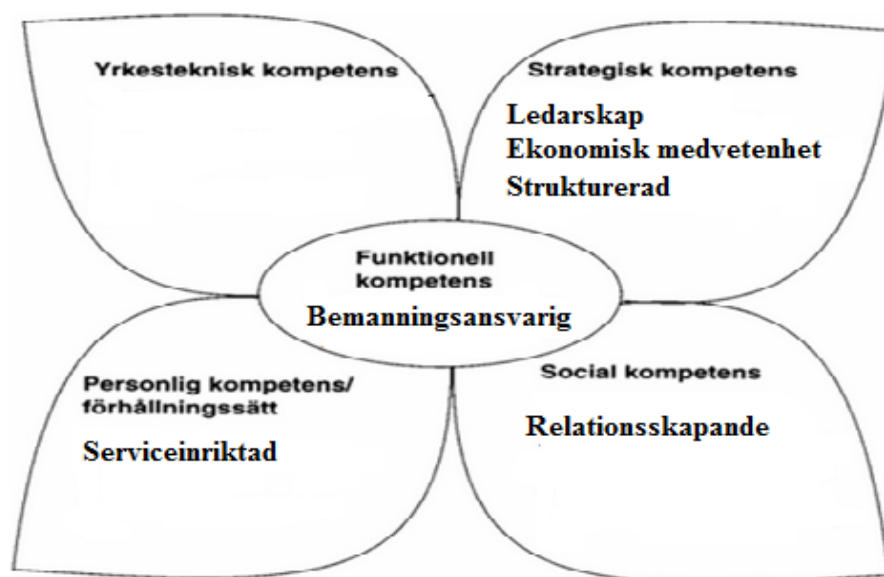 Yrkesteknisk kompetens
Strategisk kompetens
Ledarskap
Ekonomisk medvetenhet
Strukturerad
Funktionell
kompetens
Bemanningsansvarig
Personlig kompetens/
förhållningssätt
Serviceinriktad
Social kompetens
Relationsskapande